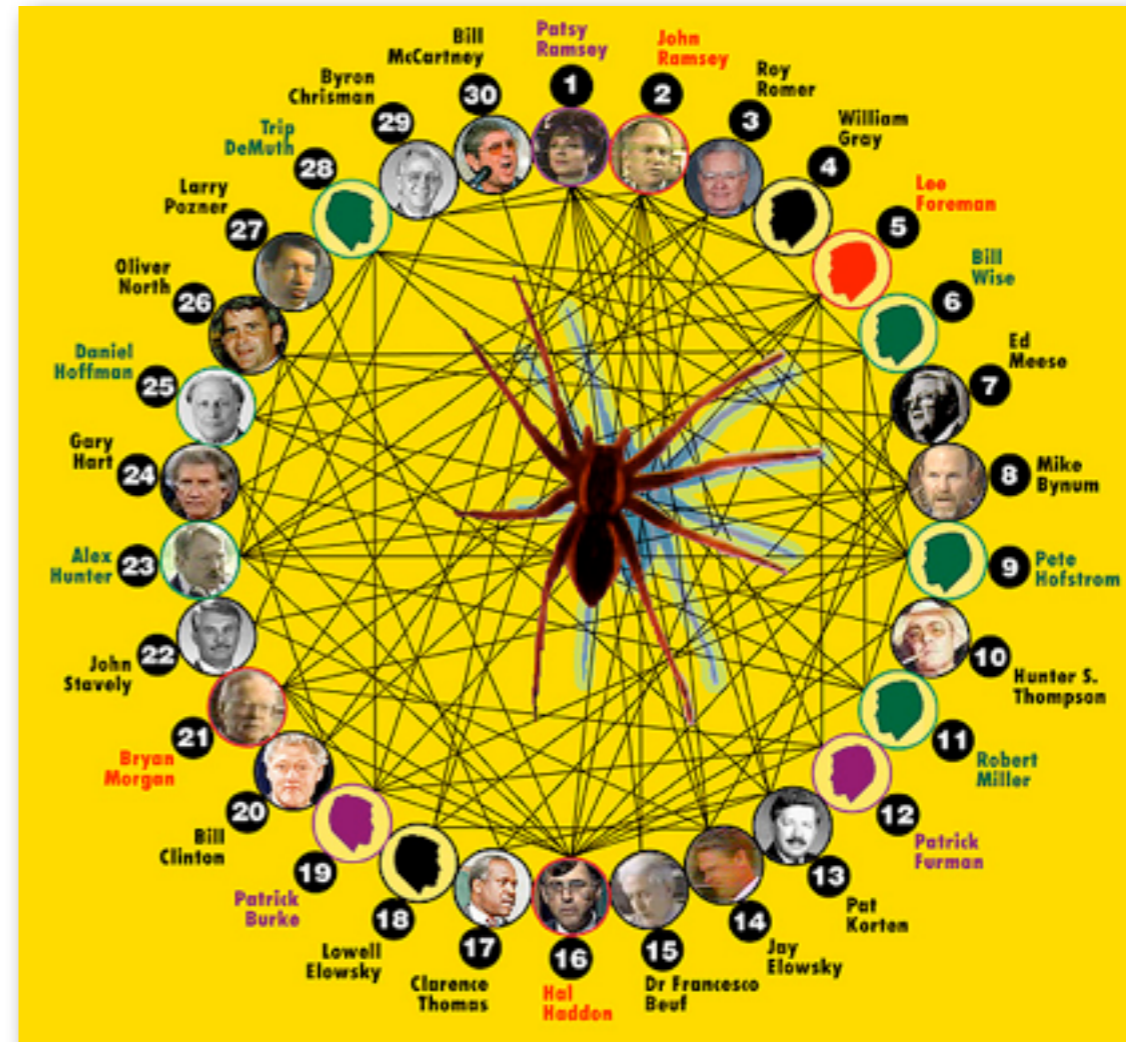 Patsy
Ramsey
1
John
Ramsey
2
Roy
Romer
3
William
Gray
4
Lee
Foreman
5
Bill
Wise
6
Ed
Meese
7
Mike
Bynum
8
Pete
Hofstrom
9
Hunter S.
Thompson
10
Robert
Miller
11
Patrick
Furman
12
Pat
Korten
13
Jay
Elowsky
14
Dr Francesco
Beuf
15
Hal
Haddon
16
Clarence
Thomas
17
Lowell
Elowsky
18
Patrick
Burke
19
Bill
Clinton
20
Bryan
Morgan
21
John
Stavely
22
Alex
Hunter
23
Gary
Hart
24
Daniel
Hoffman
25
Oliver
North
26
Larry
Pozner
27
Trip
DeMuth
28
Byron
Chrisman
29
Bill
McCartney
30